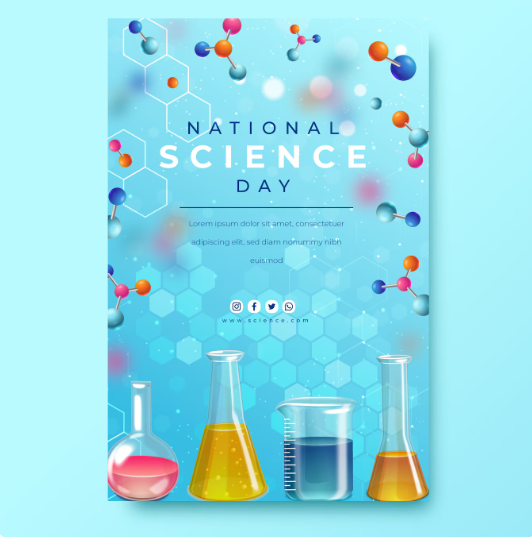 NATIONAL
SCIENCE
DAY
Lorem ipsum dolor sit amet, consectetuer
adipiscing elit, sed diam nonummy nibh
euismod
www.science.com